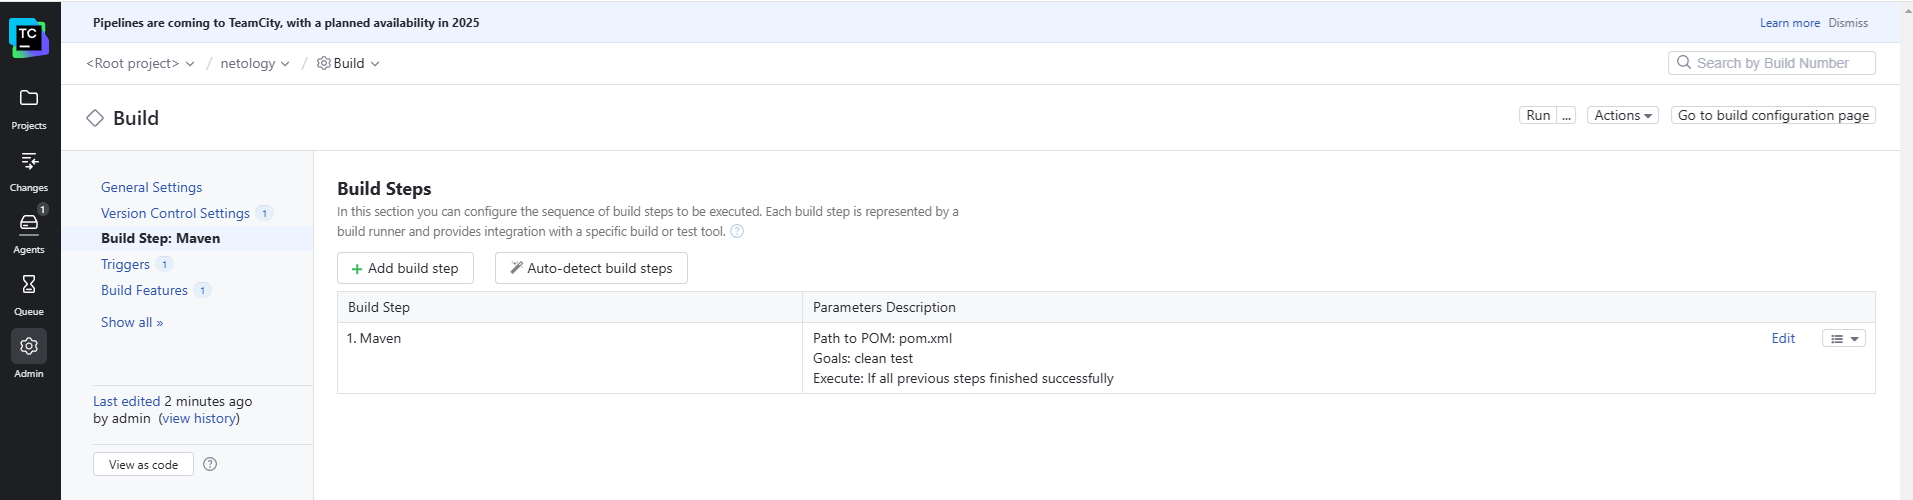 Pipelines are coming to TeamCity, with a planned availability in 2025
Learn more Dismiss
TC
<Root project> / netology / Build
Search by Build Number
Projects
Changes
1
Agents
Queue
Admin
Build
Run ... Actions Go to build configuration page
General Settings
Version Control Settings 1
Build Step: Maven
Triggers 1
Build Features 1
Show all »
Last edited 2 minutes ago
by admin (view history)
View as code ?
Build Steps
In this section you can configure the sequence of build steps to be executed. Each build step is represented by a
build runner and provides integration with a specific build or test tool. ?
+ Add build step Auto-detect build steps
Build Step Parameters Description
1. Maven Path to POM: pom.xml Edit
Goals: clean test
Execute: If all previous steps finished successfully